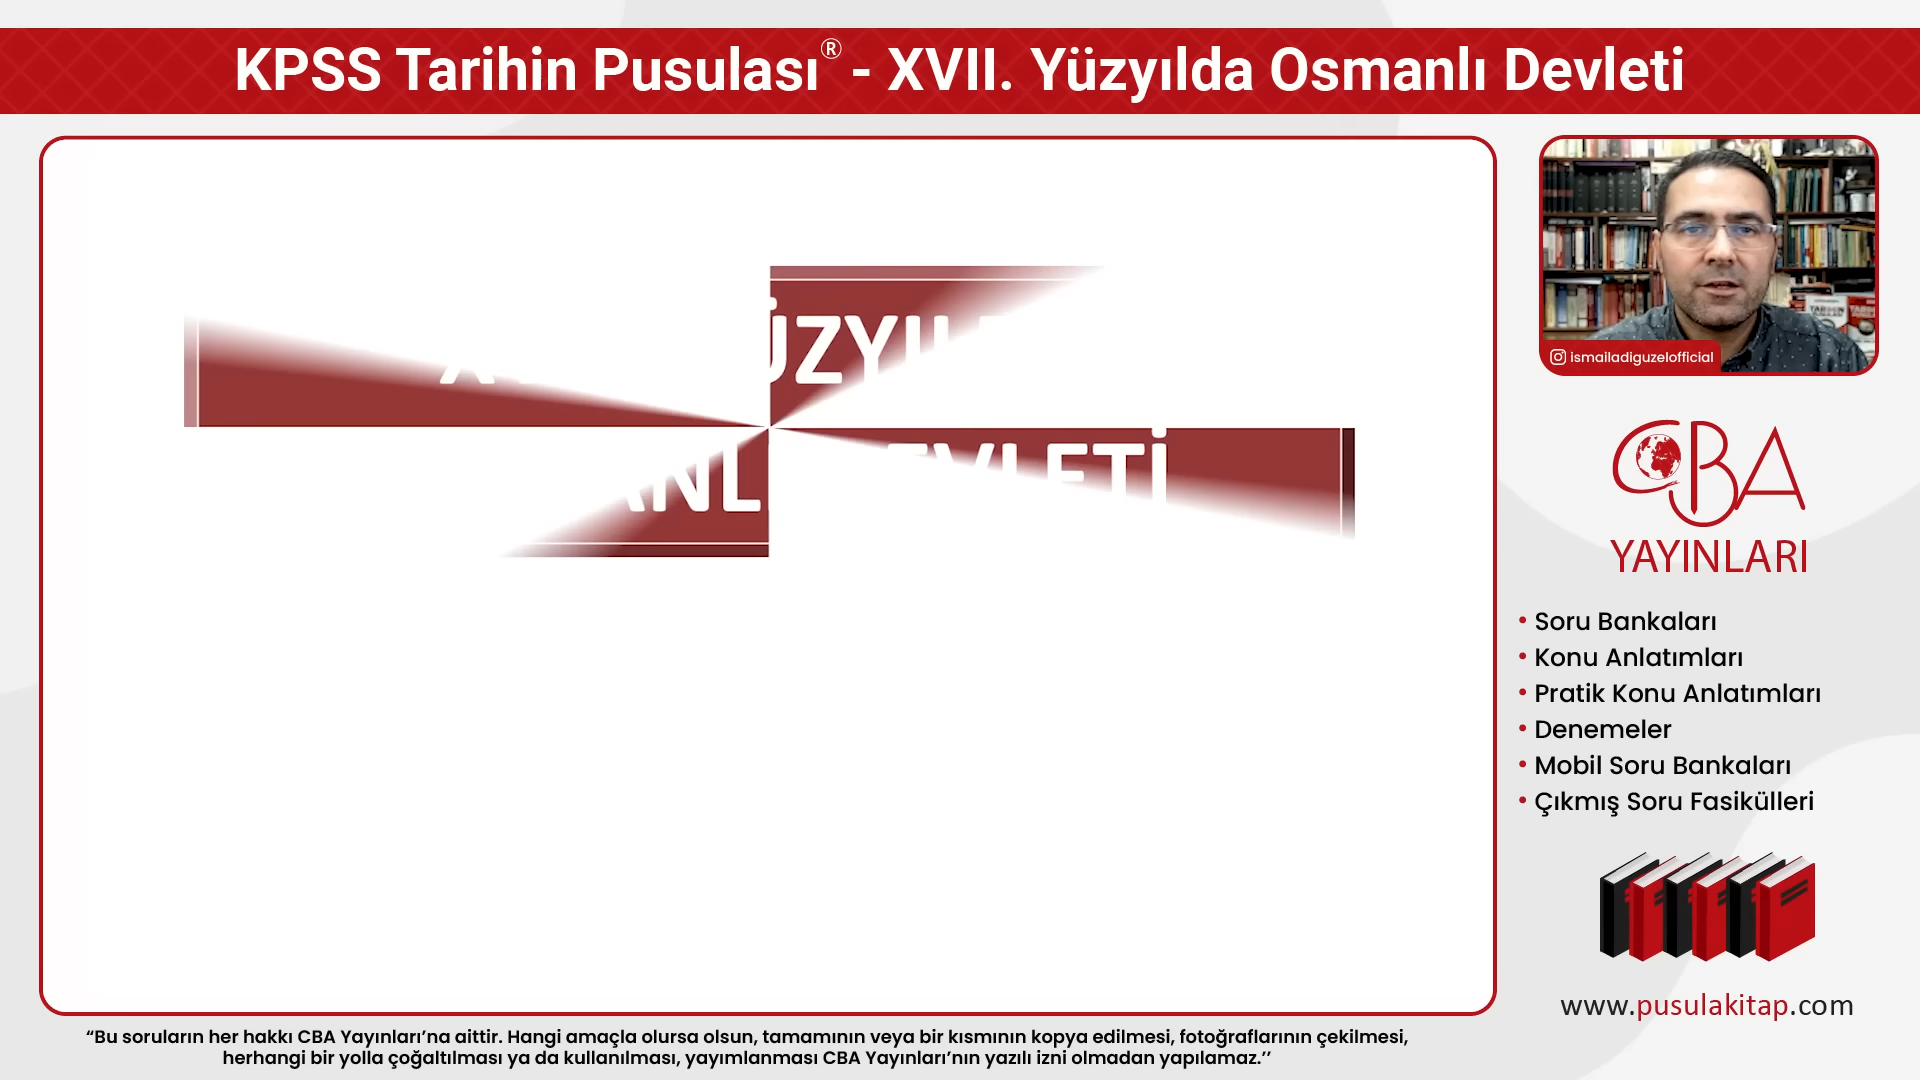 KPSS Tarihin Pusulası® - XVII. Yüzyılda Osmanlı Devleti
ismailadiguzelofficial
CBA
YAYINLARI
• Soru Bankaları
• Konu Anlatımları
• Pratik Konu Anlatımları
• Denemeler
• Mobil Soru Bankaları
• Çıkmış Soru Fasikülleri
www.pusulakitap.com
“Bu soruların her hakkı CBA Yayınları’na aittir. Hangi amaçla olursa olsun, tamamının veya bir kısmının kopya edilmesi, fotoğraflarının çekilmesi,
herhangi bir yolla çoğaltılması ya da kullanılması, yayımlanması CBA Yayınları’nın yazılı izni olmadan yapılamaz.’’